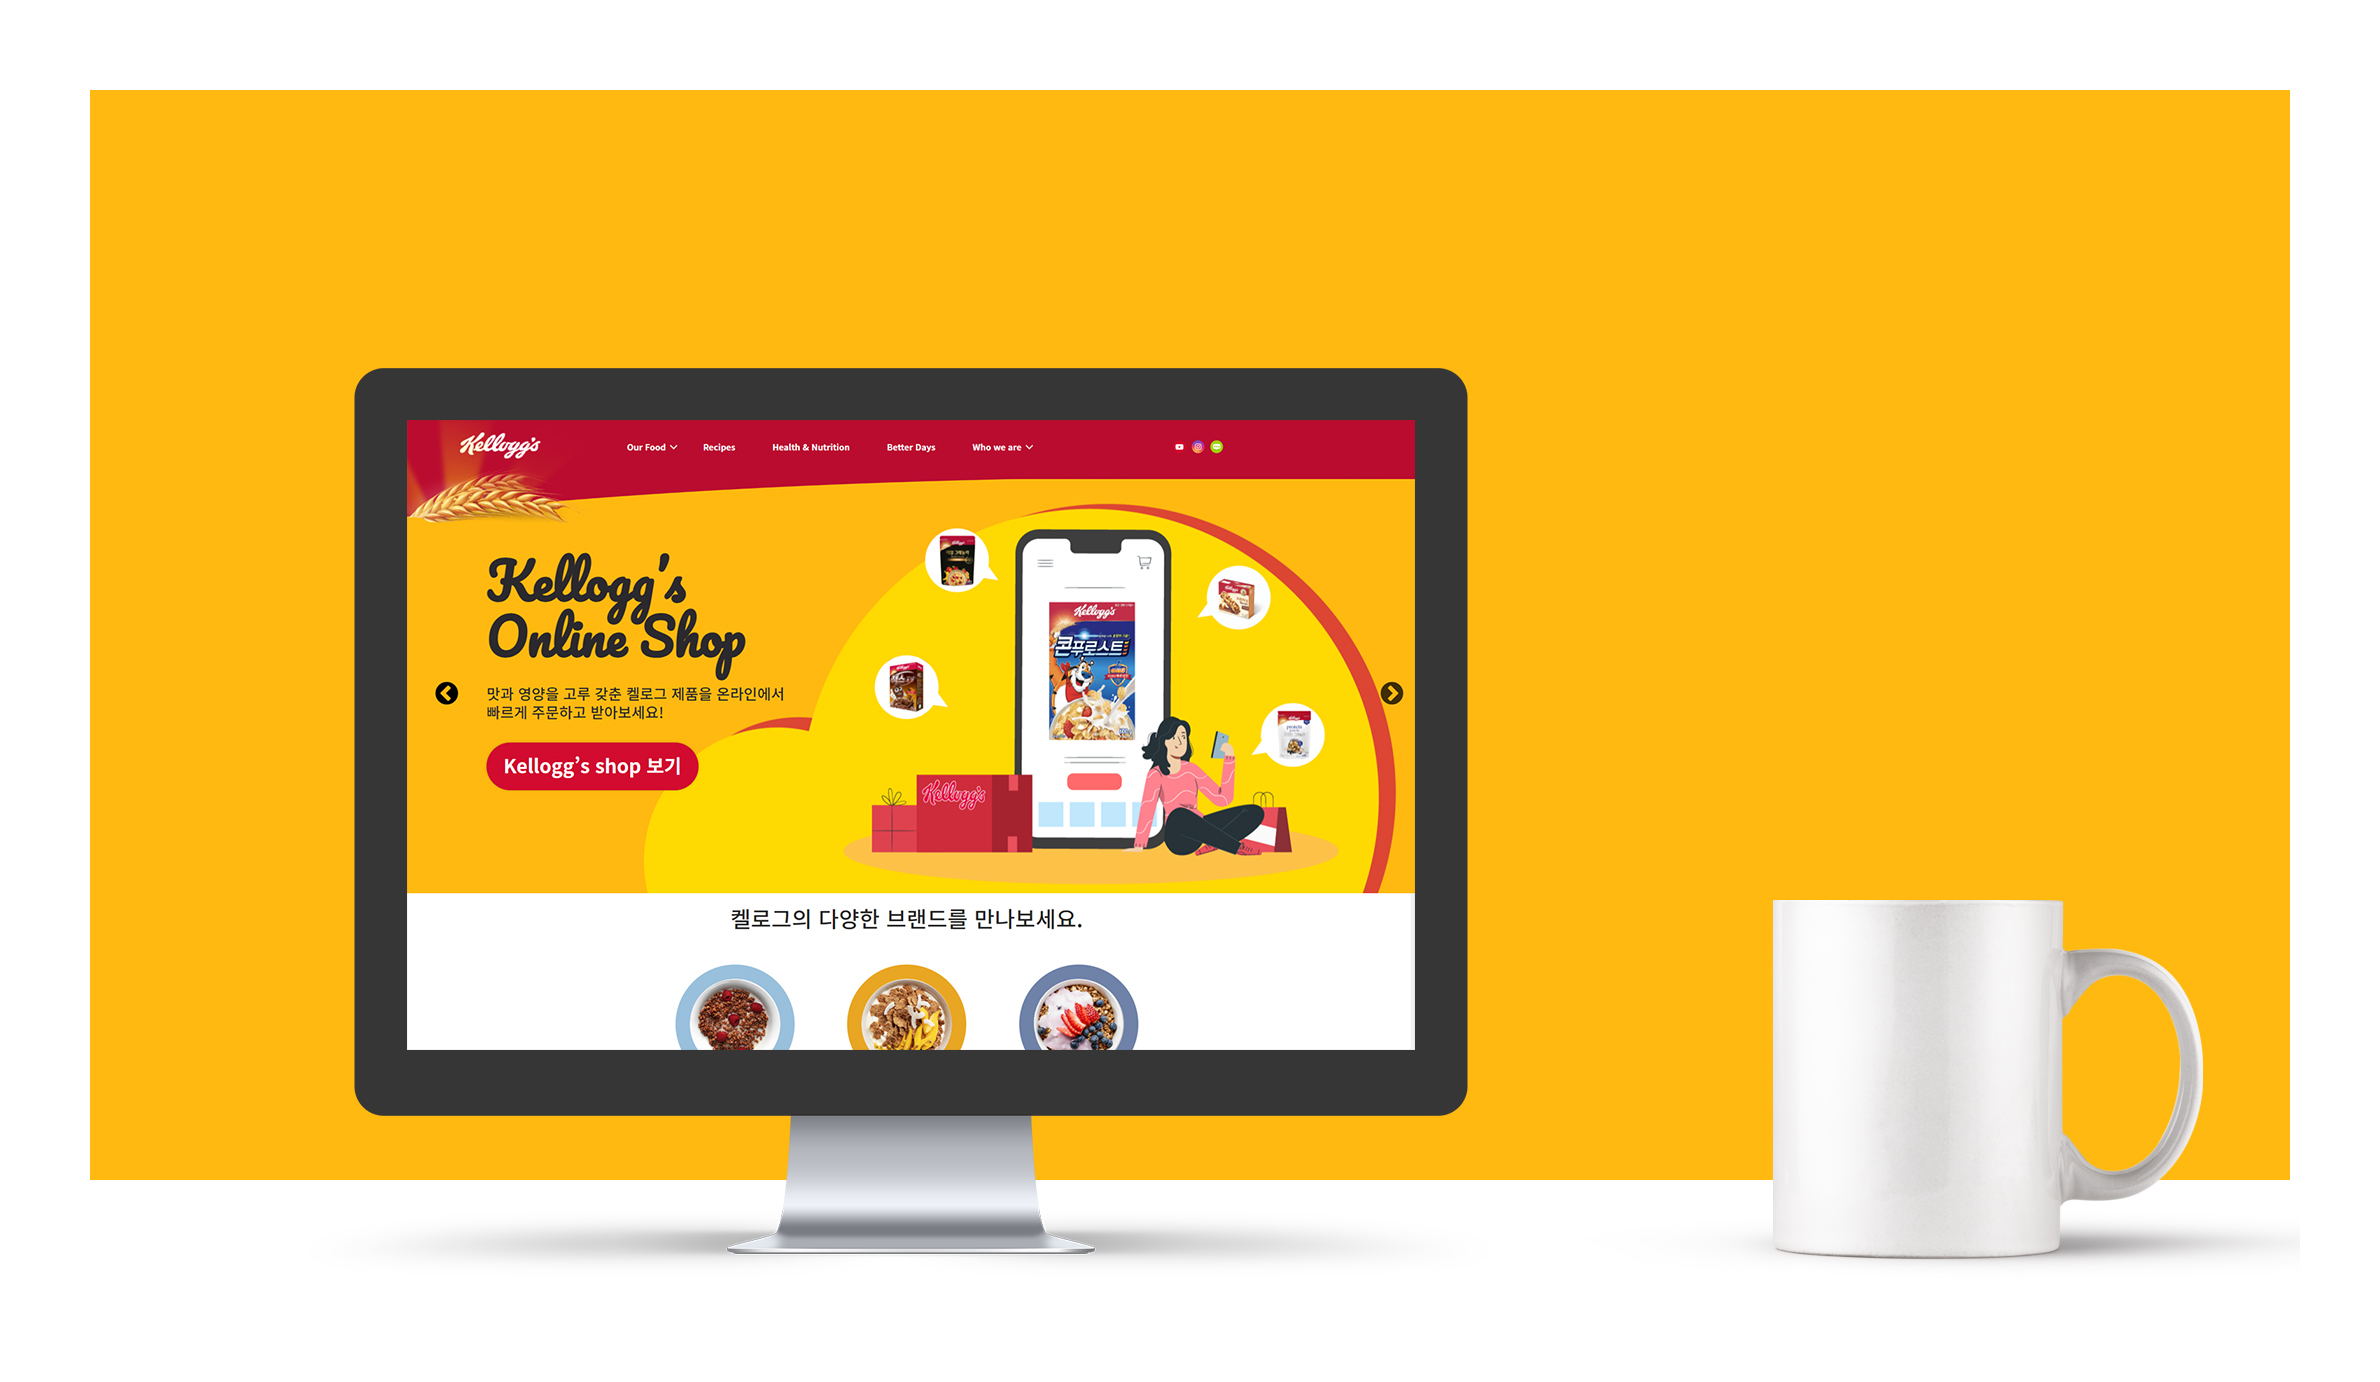 Kellogg's
Our Food Recipes Health & Nutrition Better Days Who we are
Kellogg's
Online Shop
맛과 영양을 고루 갖춘 켈로그 제품을 온라인에서
빠르게 주문하고 받아보세요!
Kellogg's shop 보기
Kellogg's
콘푸로스트
Kellogg's
켈로그의 다양한 브랜드를 만나보세요.